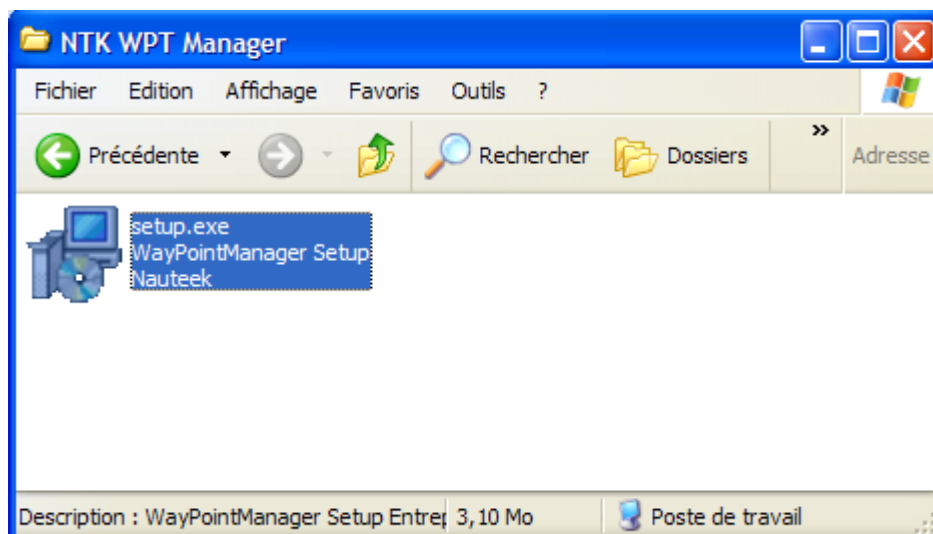 NTK WPT Manager
Fichier Edition Affichage Favoris Outils ?
Précédente Rechercher Dossiers » Adresse
setup.exe
WayPointManager Setup
Nauteek
Description : WayPointManager Setup Entrep 3,10 Mo Poste de travail